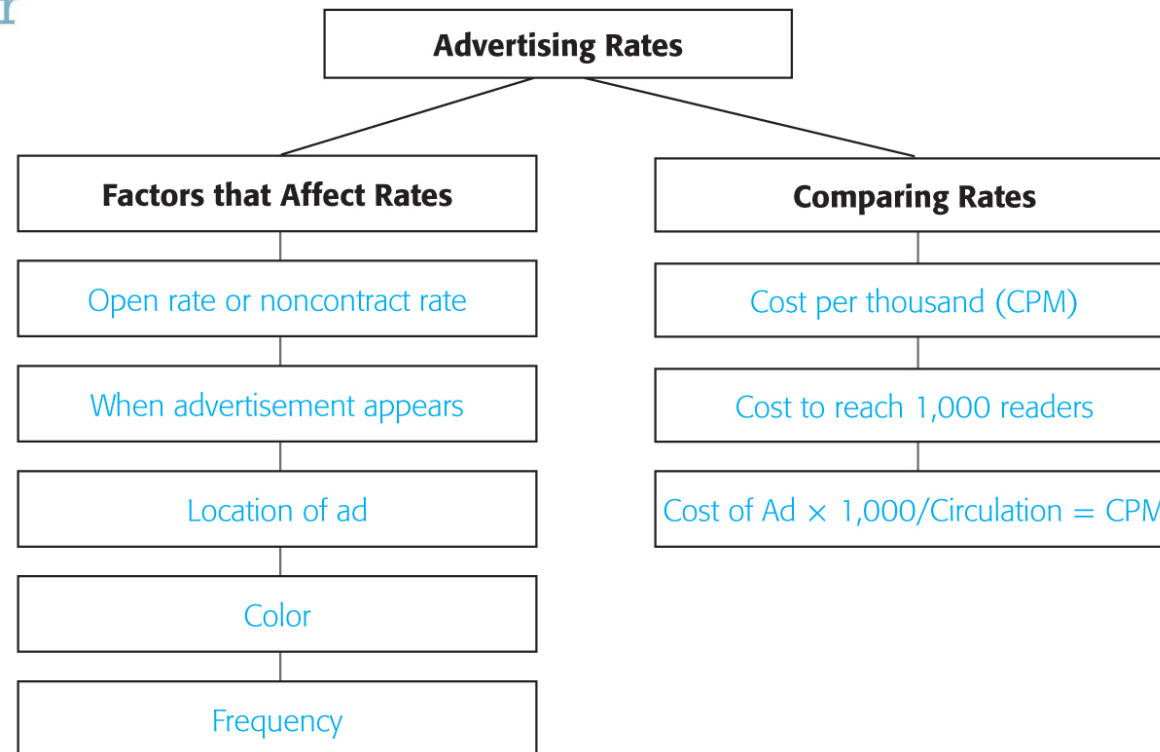 Advertising Rates
Factors that Affect Rates
Open rate or noncontract rate
When advertisement appears
Location of ad
Color
Frequency
Comparing Rates
Cost per thousand (CPM)
Cost to reach 1,000 readers
Cost of Ad × 1,000/Circulation = CPM